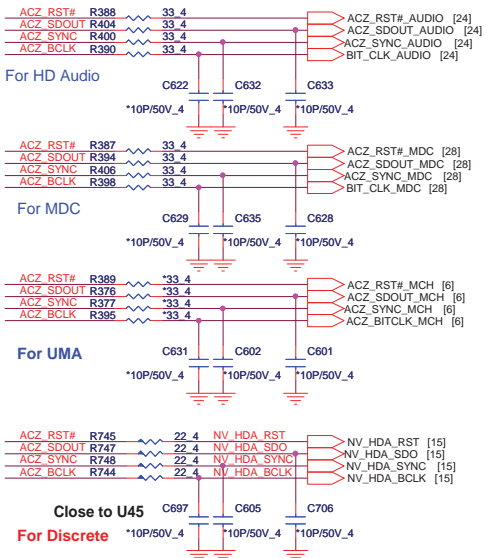 ACZ_RST# R388 33_4 ACZ_RST#_AUDIO [24]
ACZ_SDOUT R404 33_4 ACZ_SDOUT_AUDIO [24]
ACZ_SYNC R400 33_4 ACZ_SYNC_AUDIO [24]
ACZ_BCLK R390 33_4 BIT_CLK_AUDIO [24]
For HD Audio
C622 C632 C633
*10P/50V_4 *10P/50V_4 *10P/50V_4
ACZ_RST# R387 33_4 ACZ_RST#_MDC [28]
ACZ_SDOUT R394 33_4 ACZ_SDOUT_MDC [28]
ACZ_SYNC R406 33_4 ACZ_SYNC_MDC [28]
ACZ_BCLK R398 33_4 BIT_CLK_MDC [28]
For MDC
C629 C635 C628
*10P/50V_4 *10P/50V_4 *10P/50V_4
ACZ_RST# R389 *33_4 ACZ_RST#_MCH [6]
ACZ_SDOUT R376 *33_4 ACZ_SDOUT_MCH [6]
ACZ_SYNC R377 *33_4 ACZ_SYNC_MCH [6]
ACZ_BCLK R395 *33_4 ACZ_BITCLK_MCH [6]
For UMA
C631 C602 C601
*10P/50V_4 *10P/50V_4 *10P/50V_4
ACZ_RST# R745 22_4 NV_HDA_RST NV_HDA_RST [15]
ACZ_SDOUT R747 22_4 NV_HDA_SDO NV_HDA_SDO [15]
ACZ_SYNC R748 22_4 NV_HDA_SYNC NV_HDA_SYNC [15]
ACZ_BCLK R744 22_4 NV_HDA_BCLK NV_HDA_BCLK [15]
Close to U45
C697 C605 C706
For Discrete
*10P/50V_4 *10P/50V_4 *10P/50V_4